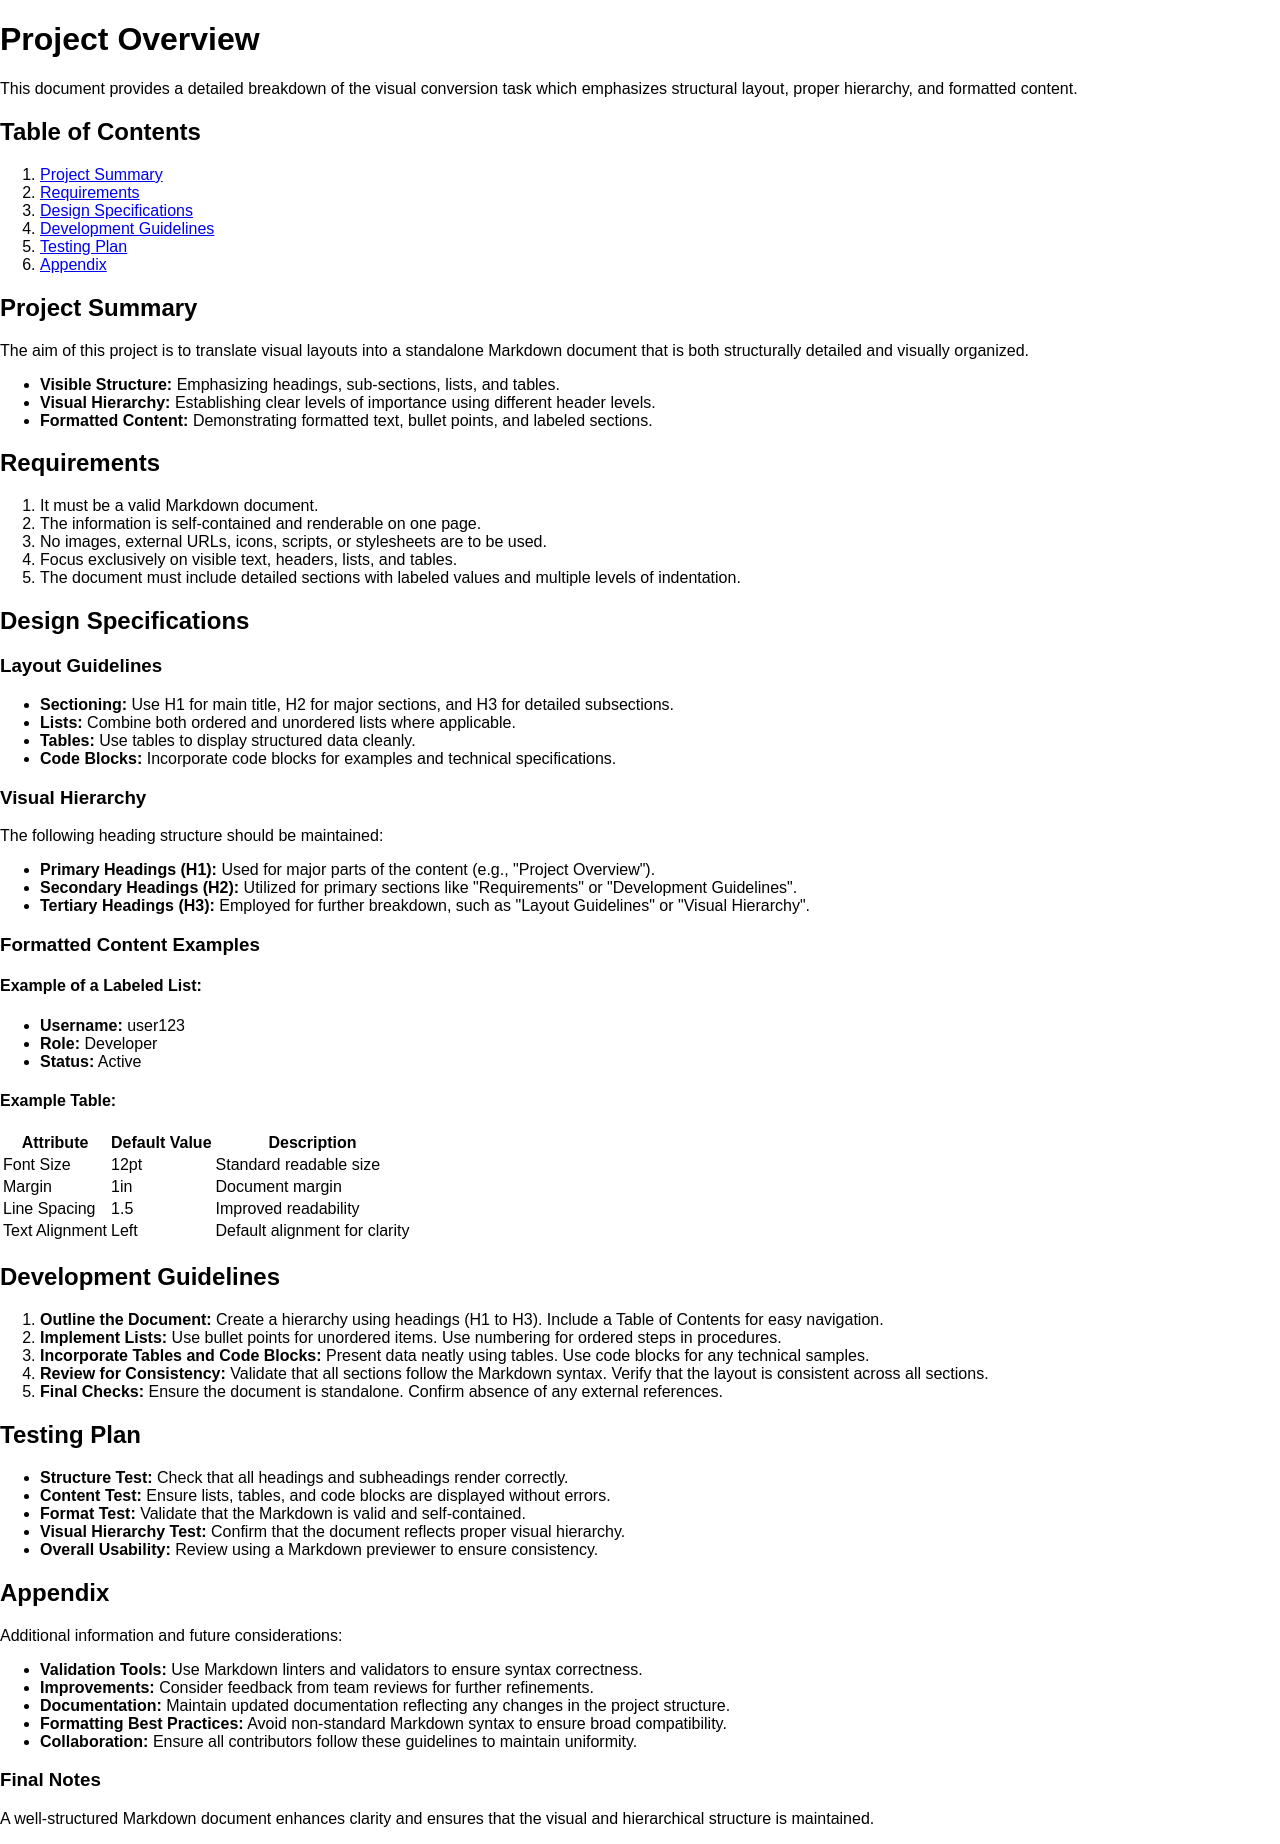 Project Overview
This document provides a detailed breakdown of the visual conversion task which emphasizes structural layout, proper hierarchy, and formatted content.
Table of Contents
1. Project Summary
2. Requirements
3. Design Specifications
4. Development Guidelines
5. Testing Plan
6. Appendix
Project Summary
The aim of this project is to translate visual layouts into a standalone Markdown document that is both structurally detailed and visually organized.
• Visible Structure: Emphasizing headings, sub-sections, lists, and tables.
• Visual Hierarchy: Establishing clear levels of importance using different header levels.
• Formatted Content: Demonstrating formatted text, bullet points, and labeled sections.
Requirements
1. It must be a valid Markdown document.
2. The information is self-contained and renderable on one page.
3. No images, external URLs, icons, scripts, or stylesheets are to be used.
4. Focus exclusively on visible text, headers, lists, and tables.
5. The document must include detailed sections with labeled values and multiple levels of indentation.
Design Specifications
Layout Guidelines
• Sectioning: Use H1 for main title, H2 for major sections, and H3 for detailed subsections.
• Lists: Combine both ordered and unordered lists where applicable.
• Tables: Use tables to display structured data cleanly.
• Code Blocks: Incorporate code blocks for examples and technical specifications.
Visual Hierarchy
The following heading structure should be maintained:
• Primary Headings (H1): Used for major parts of the content (e.g., "Project Overview").
• Secondary Headings (H2): Utilized for primary sections like "Requirements" or "Development Guidelines".
• Tertiary Headings (H3): Employed for further breakdown, such as "Layout Guidelines" or "Visual Hierarchy".
Formatted Content Examples
Example of a Labeled List:
• Username: user123
• Role: Developer
• Status: Active
Example Table:
Attribute Default Value Description
Font Size 12pt Standard readable size
Margin 1in Document margin
Line Spacing 1.5 Improved readability
Text Alignment Left Default alignment for clarity
Development Guidelines
1. Outline the Document: Create a hierarchy using headings (H1 to H3). Include a Table of Contents for easy navigation.
2. Implement Lists: Use bullet points for unordered items. Use numbering for ordered steps in procedures.
3. Incorporate Tables and Code Blocks: Present data neatly using tables. Use code blocks for any technical samples.
4. Review for Consistency: Validate that all sections follow the Markdown syntax. Verify that the layout is consistent across all sections.
5. Final Checks: Ensure the document is standalone. Confirm absence of any external references.
Testing Plan
• Structure Test: Check that all headings and subheadings render correctly.
• Content Test: Ensure lists, tables, and code blocks are displayed without errors.
• Format Test: Validate that the Markdown is valid and self-contained.
• Visual Hierarchy Test: Confirm that the document reflects proper visual hierarchy.
• Overall Usability: Review using a Markdown previewer to ensure consistency.
Appendix
Additional information and future considerations:
• Validation Tools: Use Markdown linters and validators to ensure syntax correctness.
• Improvements: Consider feedback from team reviews for further refinements.
• Documentation: Maintain updated documentation reflecting any changes in the project structure.
• Formatting Best Practices: Avoid non-standard Markdown syntax to ensure broad compatibility.
• Collaboration: Ensure all contributors follow these guidelines to maintain uniformity.
Final Notes
A well-structured Markdown document enhances clarity and ensures that the visual and hierarchical structure is maintained.